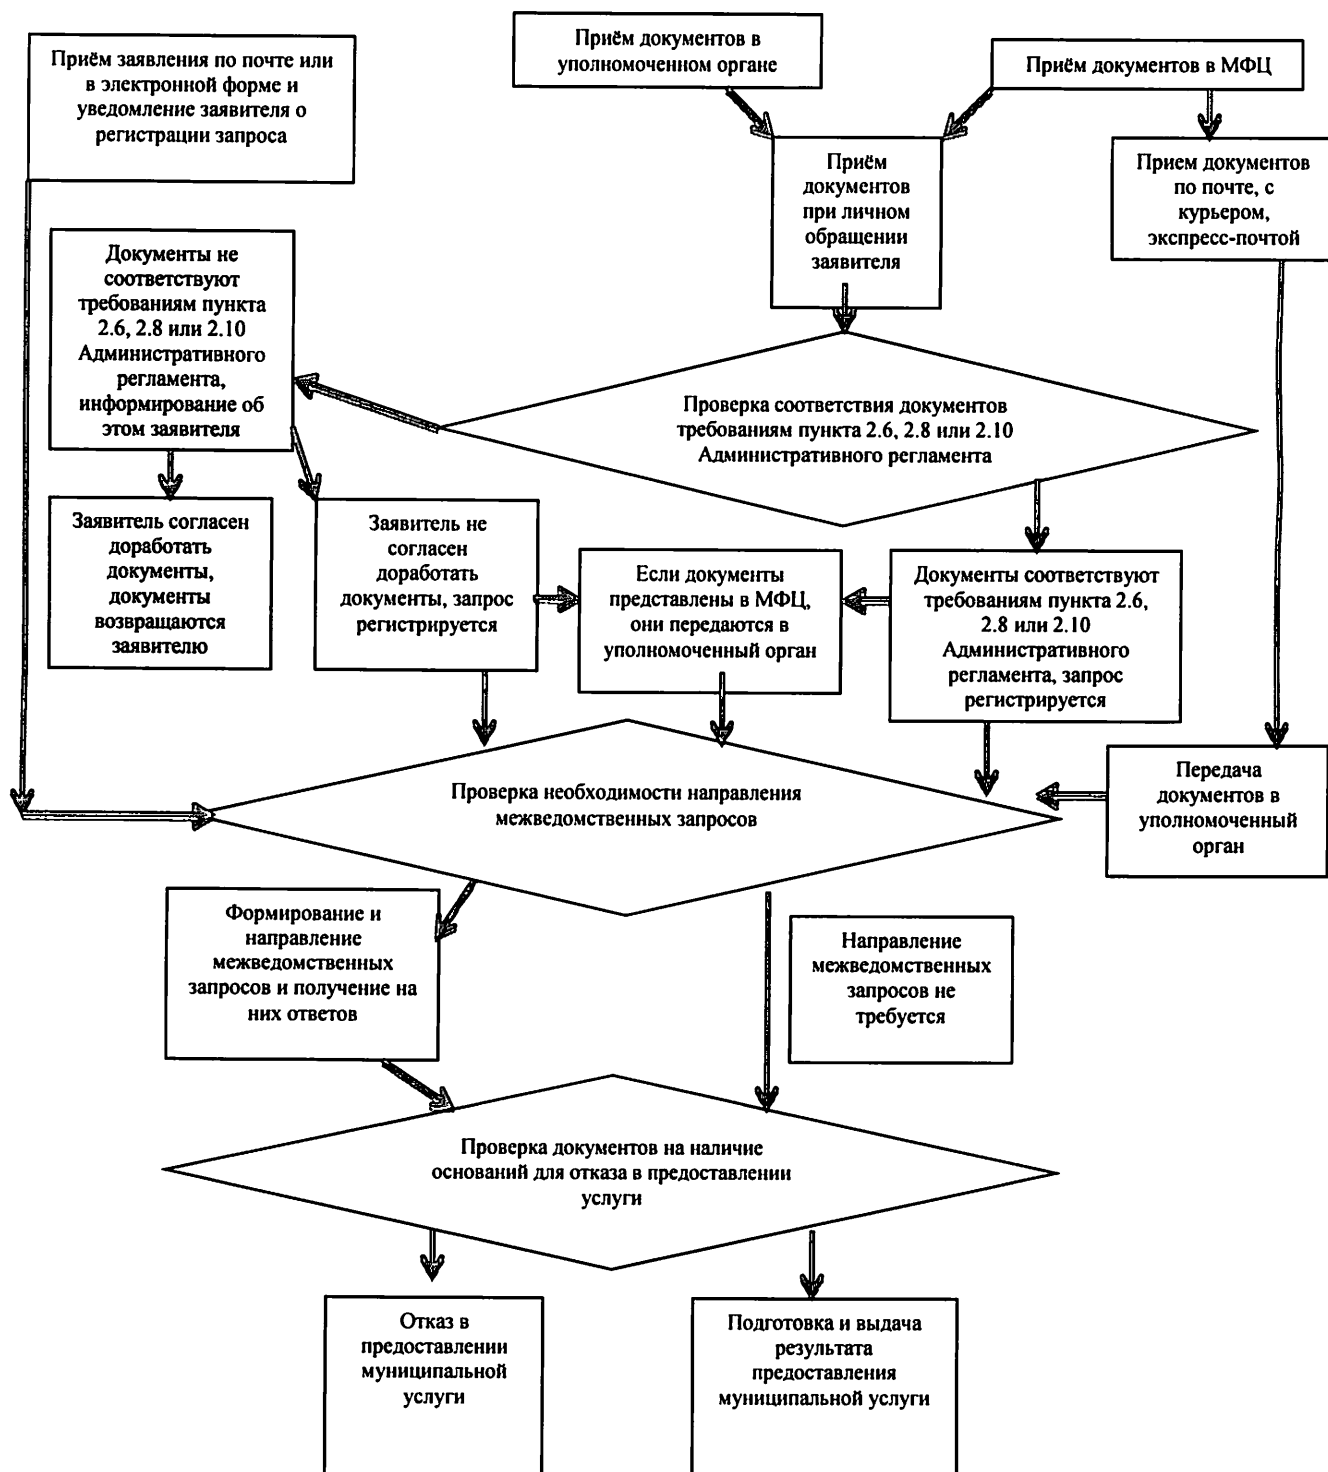 Приём заявления по почте или
в электронной форме и
уведомление заявителя о
регистрации запроса
Приём документов в
уполномоченном органе
Приём документов в МФЦ
Приём
документов
при личном
обращении
заявителя
Прием документов
по почте, с
курьером,
экспресс-почтой
Документы не
соответствуют
требованиям пункта
2.6, 2.8 или 2.10
Административного
регламента,
информирование об
этом заявителя
Проверка соответствия документов
требованиям пункта 2.6, 2.8 или 2.10
Административного регламента
Заявитель согласен
доработать
документы,
документы
возвращаются
заявителю
Заявитель не
согласен
доработать
документы, запрос
регистрируется
Если документы
представлены в МФЦ,
они передаются в
уполномоченный орган
Документы соответствуют
требованиям пункта 2.6,
2.8 или 2.10
Административного
регламента, запрос
регистрируется
Проверка необходимости направления
межведомственных запросов
Передача
документов в
уполномоченный
орган
Формирование и
направление
межведомственных
запросов и получение на
них ответов
Направление
межведомственных
запросов не
требуется
Проверка документов на наличие
оснований для отказа в предоставлении
услуги
Отказ в
предоставлении
муниципальной
услуги
Подготовка и выдача
результата
предоставления
муниципальной услуги